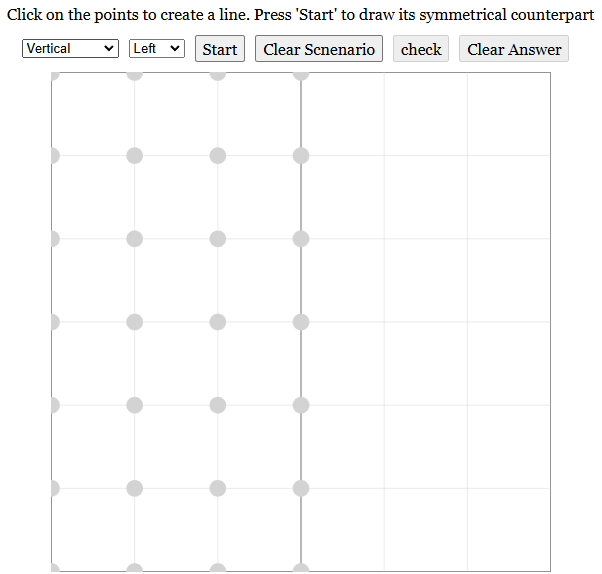 Click on the points to create a line. Press 'Start' to draw its symmetrical counterpart
Vertical Left Start Clear Scnenario check Clear Answer